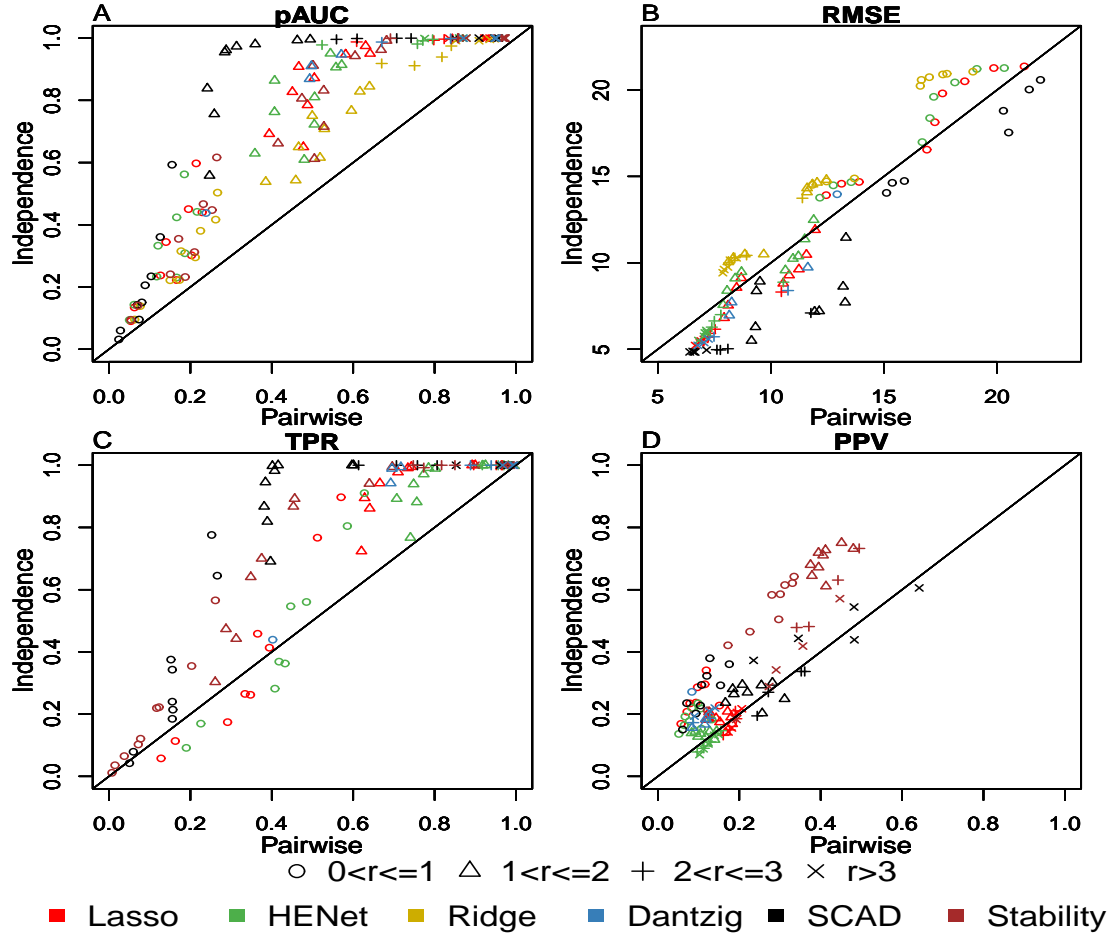 A pAUC
B RMSE
Independence
0.0 0.2 0.4 0.6 0.8 1.0
0.0 0.2 0.4 0.6 0.8 1.0
Pairwise
Independence
5 10 15 20
5 10 15 20
Pairwise
C TPR
D PPV
Independence
0.0 0.2 0.4 0.6 0.8 1.0
0.0 0.2 0.4 0.6 0.8 1.0
Pairwise
Independence
0.0 0.2 0.4 0.6 0.8 1.0
0.0 0.2 0.4 0.6 0.8 1.0
Pairwise
0<r<=1 1<r<=2 2<r<=3 r>3
Lasso HENet Ridge Dantzig SCAD Stability